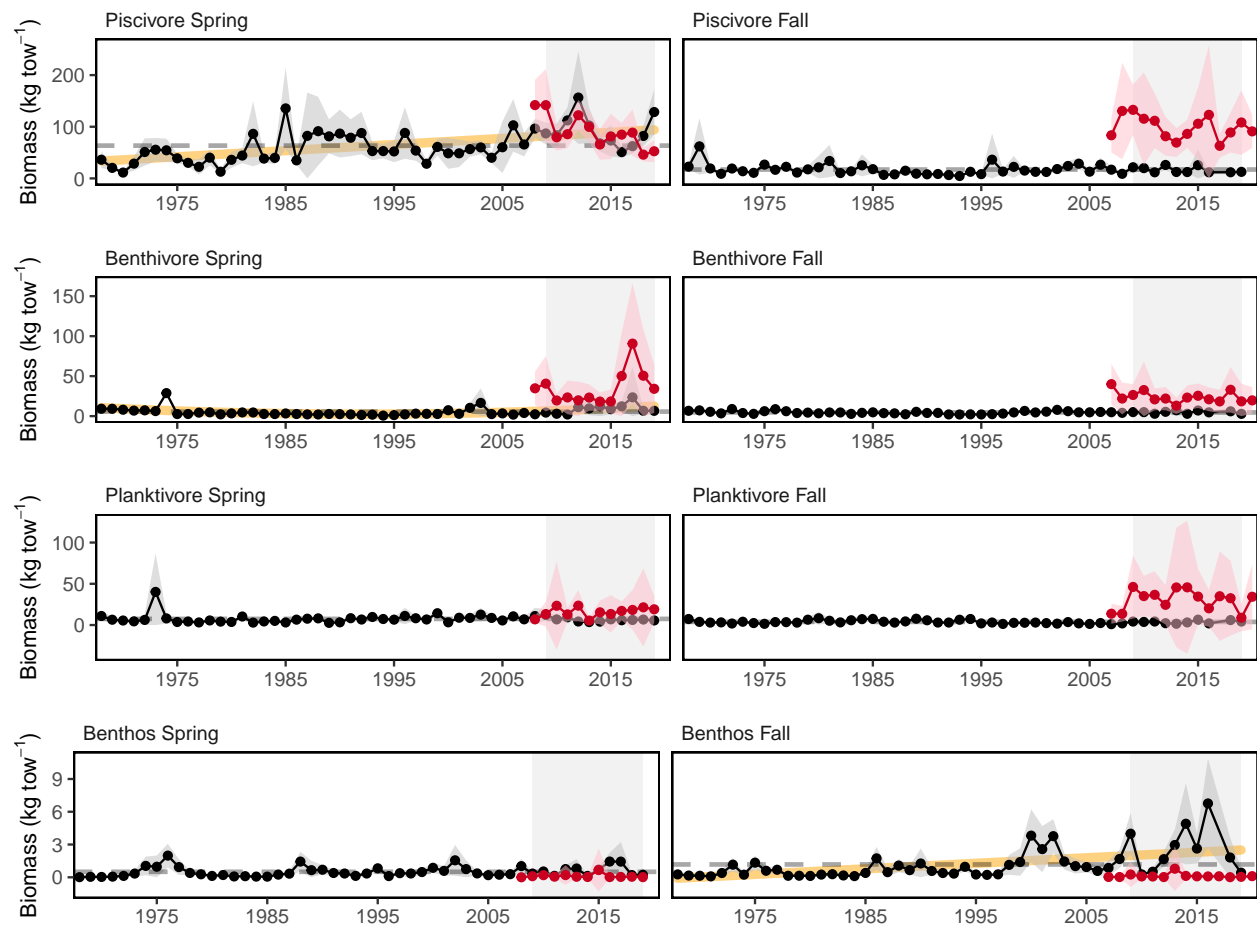 Piscivore Spring
Piscivore Fall
Biomass (kg tow⁻¹)
200
100
0
1975 1985 1995 2005 2015
1975 1985 1995 2005 2015
Benthivore Spring
Benthivore Fall
Biomass (kg tow⁻¹)
150
100
50
0
1975 1985 1995 2005 2015
1975 1985 1995 2005 2015
Planktivore Spring
Planktivore Fall
Biomass (kg tow⁻¹)
100
50
0
1975 1985 1995 2005 2015
1975 1985 1995 2005 2015
Benthos Spring
Benthos Fall
Biomass (kg tow⁻¹)
9
6
3
0
1975 1985 1995 2005 2015
1975 1985 1995 2005 2015